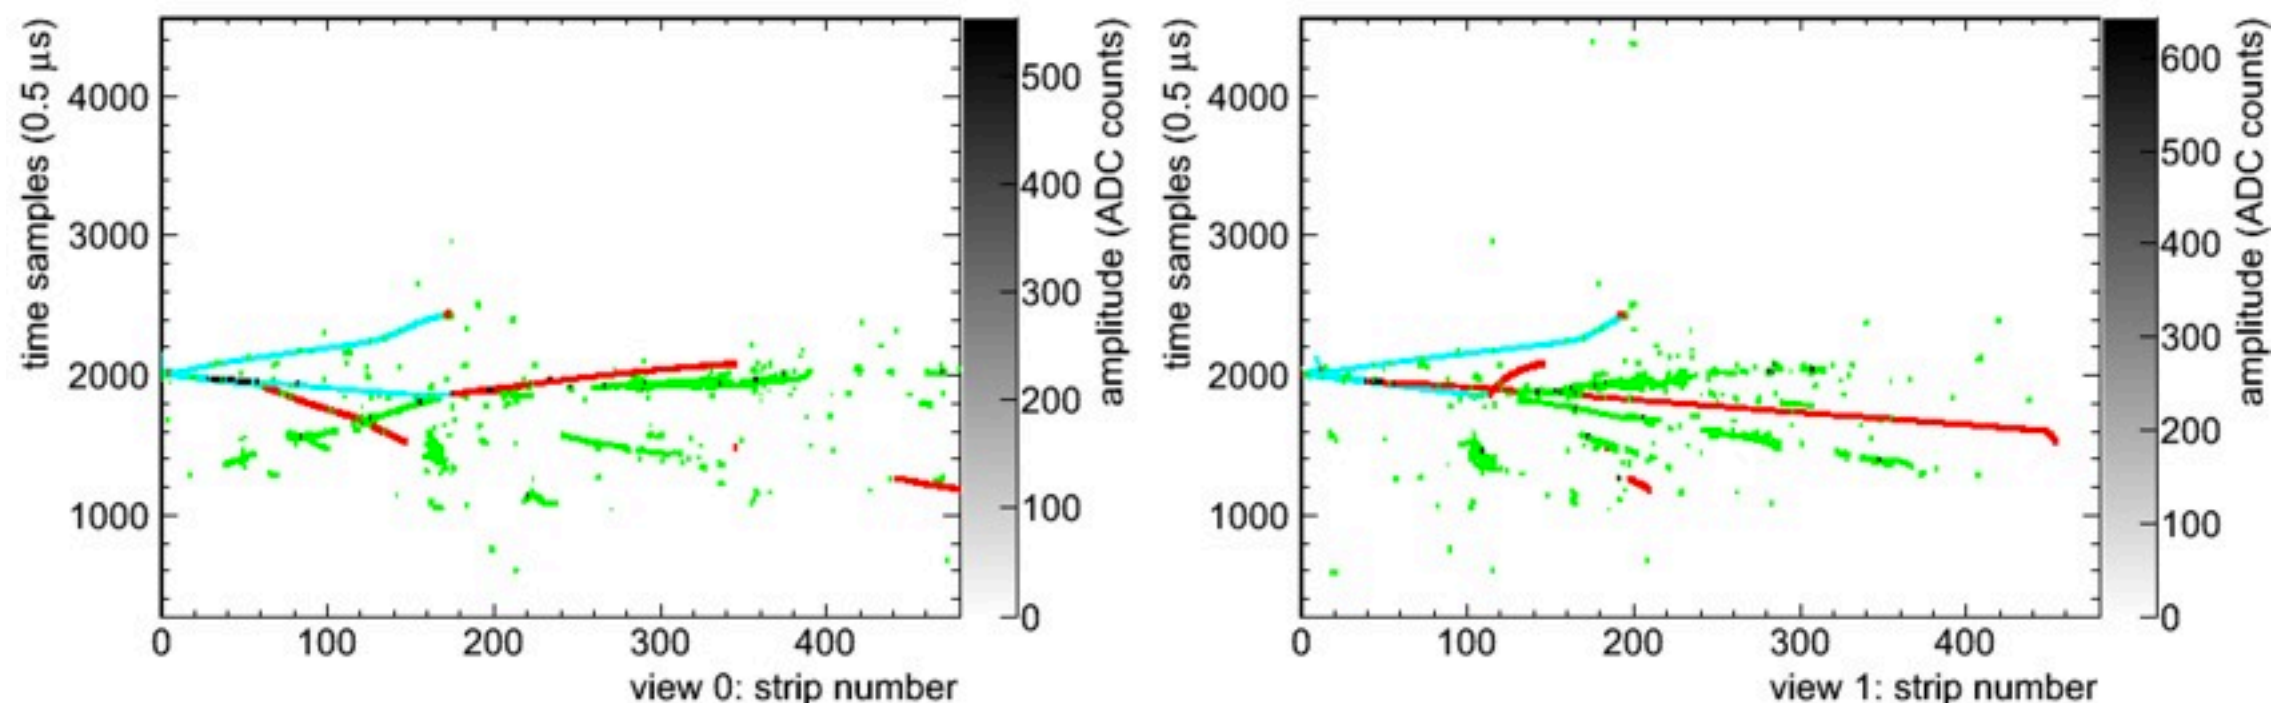 time samples (0.5 µs)
4000
3000
2000
1000
0 100 200 300 400
view 0: strip number
500
400
300
200
100
0
amplitude (ADC counts)
time samples (0.5 µs)
4000
3000
2000
1000
0 100 200 300 400
view 1: strip number
600
500
400
300
200
100
0
amplitude (ADC counts)